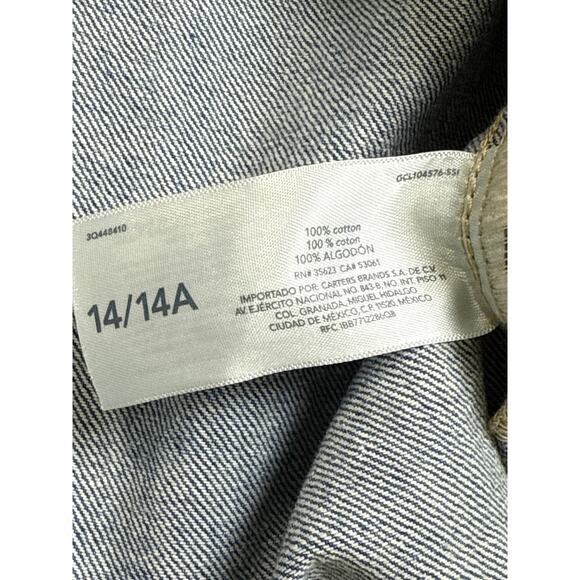 3Q448410
GCL104576-SS1
14/14A
100% cotton
100 % coton
100% ALGODÓN
RN# 35623 CA# 53061
IMPORTADO POR: CARTERS BRANDS S.A. DE C.V.
AV. EJÉRCITO NACIONAL NO. 843-B, NO. INT. PISO 11
COL. GRANADA, MIGUEL HIDALGO
CIUDAD DE MÉXICO, C.P. 11520, MÉXICO
RFC IBB7712286Q8